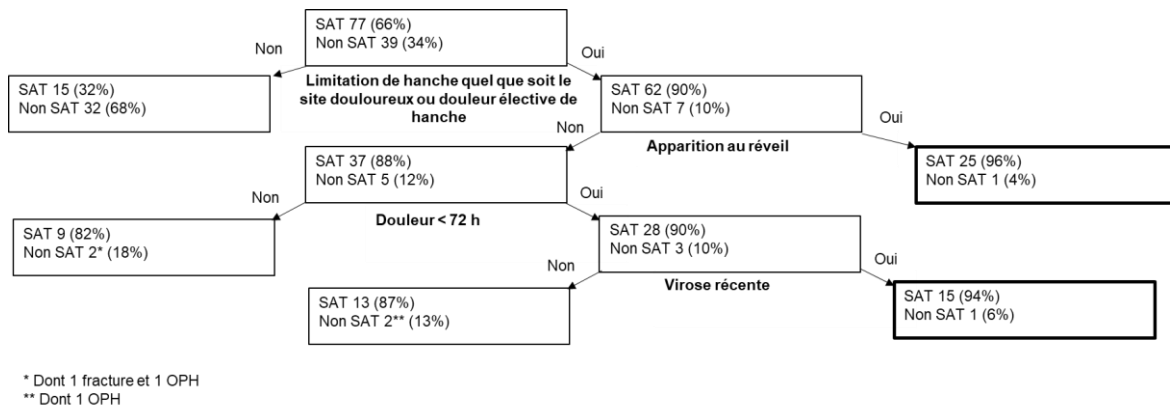 SAT 77 (66%)
Non SAT 39 (34%)
Non
Oui
Limitation de hanche quel que soit le
site douloureux ou douleur élective de
hanche
SAT 15 (32%)
Non SAT 32 (68%)
SAT 62 (90%)
Non SAT 7 (10%)
Non
Oui
Apparition au réveil
SAT 37 (88%)
Non SAT 5 (12%)
SAT 25 (96%)
Non SAT 1 (4%)
Non
Oui
Douleur < 72 h
SAT 9 (82%)
Non SAT 2* (18%)
SAT 28 (90%)
Non SAT 3 (10%)
Non
Oui
Virose récente
SAT 13 (87%)
Non SAT 2** (13%)
SAT 15 (94%)
Non SAT 1 (6%)
* Dont 1 fracture et 1 OPH
** Dont 1 OPH